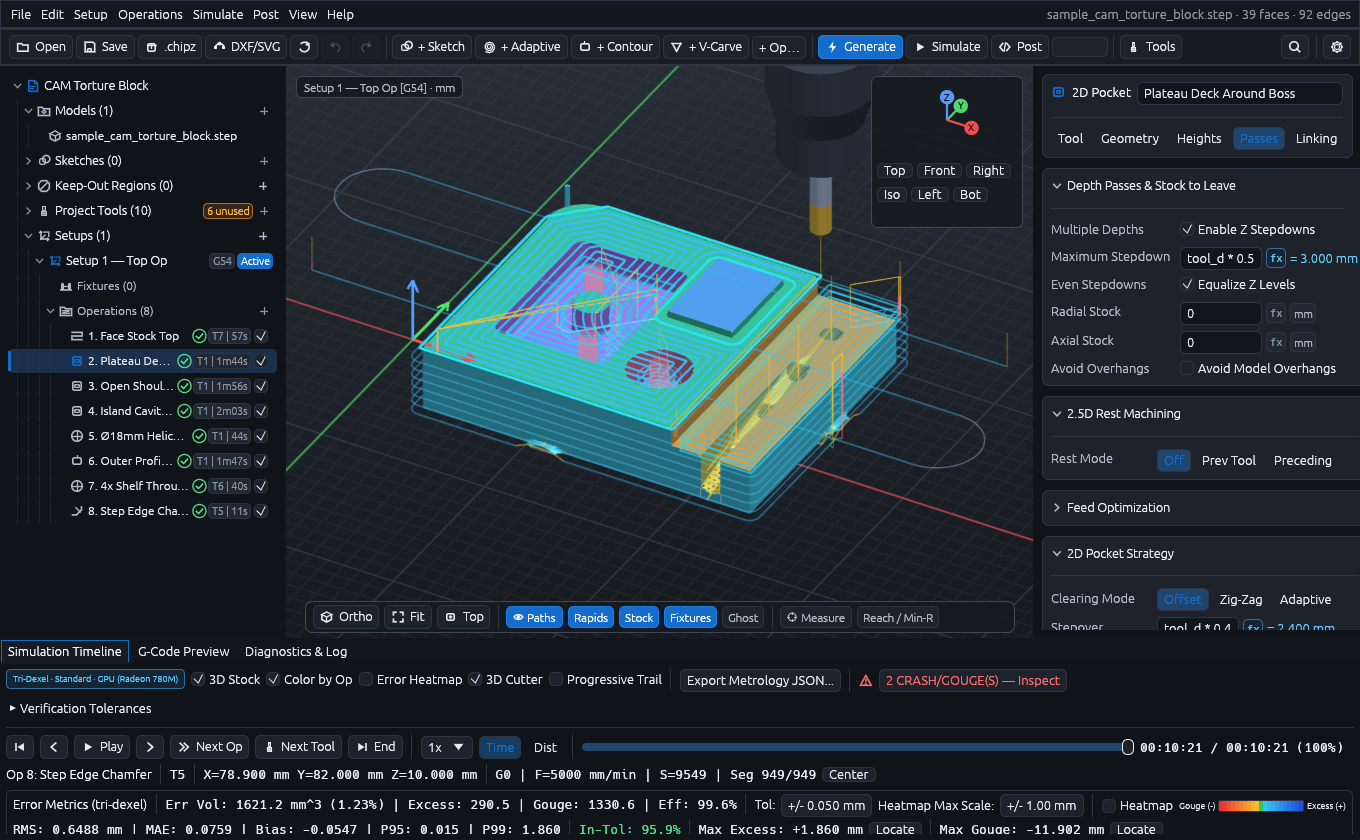 File Edit Setup Operations Simulate Post View Help
sample_cam_torture_block.step · 39 faces · 92 edges
Open Save .chipz DXF/SVG + Sketch + Adaptive + Contour + V-Carve + Op... Generate Simulate Post Tools
CAM Torture Block
Models (1) +
sample_cam_torture_block.step
Sketches (0) +
Keep-Out Regions (0) +
Project Tools (10) 6 unused +
Setups (1) +
Setup 1 — Top Op G54 Active
Fixtures (0)
Operations (8) +
1. Face Stock Top T7 | 57s
2. Plateau De... T1 | 1m44s
3. Open Shoul... T1 | 1m56s
4. Island Cavit... T1 | 2m03s
5. Ø18mm Helic... T1 | 44s
6. Outer Profi... T1 | 1m47s
7. 4x Shelf Throu... T6 | 40s
8. Step Edge Cha... T5 | 11s
Setup 1 — Top Op [G54] · mm
Z
Y
X
Top Front Right
Iso Left Bot
Ortho Fit Top Paths Rapids Stock Fixtures Ghost Measure Reach / Min-R
2D Pocket Plateau Deck Around Boss
Tool Geometry Heights Passes Linking
Depth Passes & Stock to Leave
Multiple Depths Enable Z Stepdowns
Maximum Stepdown tool_d * 0.5 fx = 3.000 mm
Even Stepdowns Equalize Z Levels
Radial Stock 0 fx mm
Axial Stock 0 fx mm
Avoid Overhangs Avoid Model Overhangs
2.5D Rest Machining
Rest Mode Off Prev Tool Preceding
Feed Optimization
2D Pocket Strategy
Clearing Mode Offset Zig-Zag Adaptive
Stepover tool_d * 0.4 fx = 2.400 mm
Simulation Timeline G-Code Preview Diagnostics & Log
Tri-Dexel · Standard · GPU (Radeon 780M) 3D Stock Color by Op Error Heatmap 3D Cutter Progressive Trail Export Metrology JSON... 2 CRASH/GOUGE(S) — Inspect
Verification Tolerances
Play Next Op Next Tool End 1x Time Dist 00:10:21 / 00:10:21 (100%)
Op 8: Step Edge Chamfer T5 X=78.900 mm Y=82.000 mm Z=10.000 mm G0 | F=5000 mm/min | S=9549 | Seg 949/949 Center
Error Metrics (tri-dexel) Err Vol: 1621.2 mm^3 (1.23%) | Excess: 290.5 | Gouge: 1330.6 | Eff: 99.6% Tol: +/- 0.050 mm Heatmap Max Scale: +/- 1.00 mm Heatmap Gouge (-) Excess (+)
RMS: 0.6488 mm | MAE: 0.0759 | Bias: -0.0547 | P95: 0.015 | P99: 1.860 In-Tol: 95.9% Max Excess: +1.860 mm Locate Max Gouge: -11.902 mm Locate